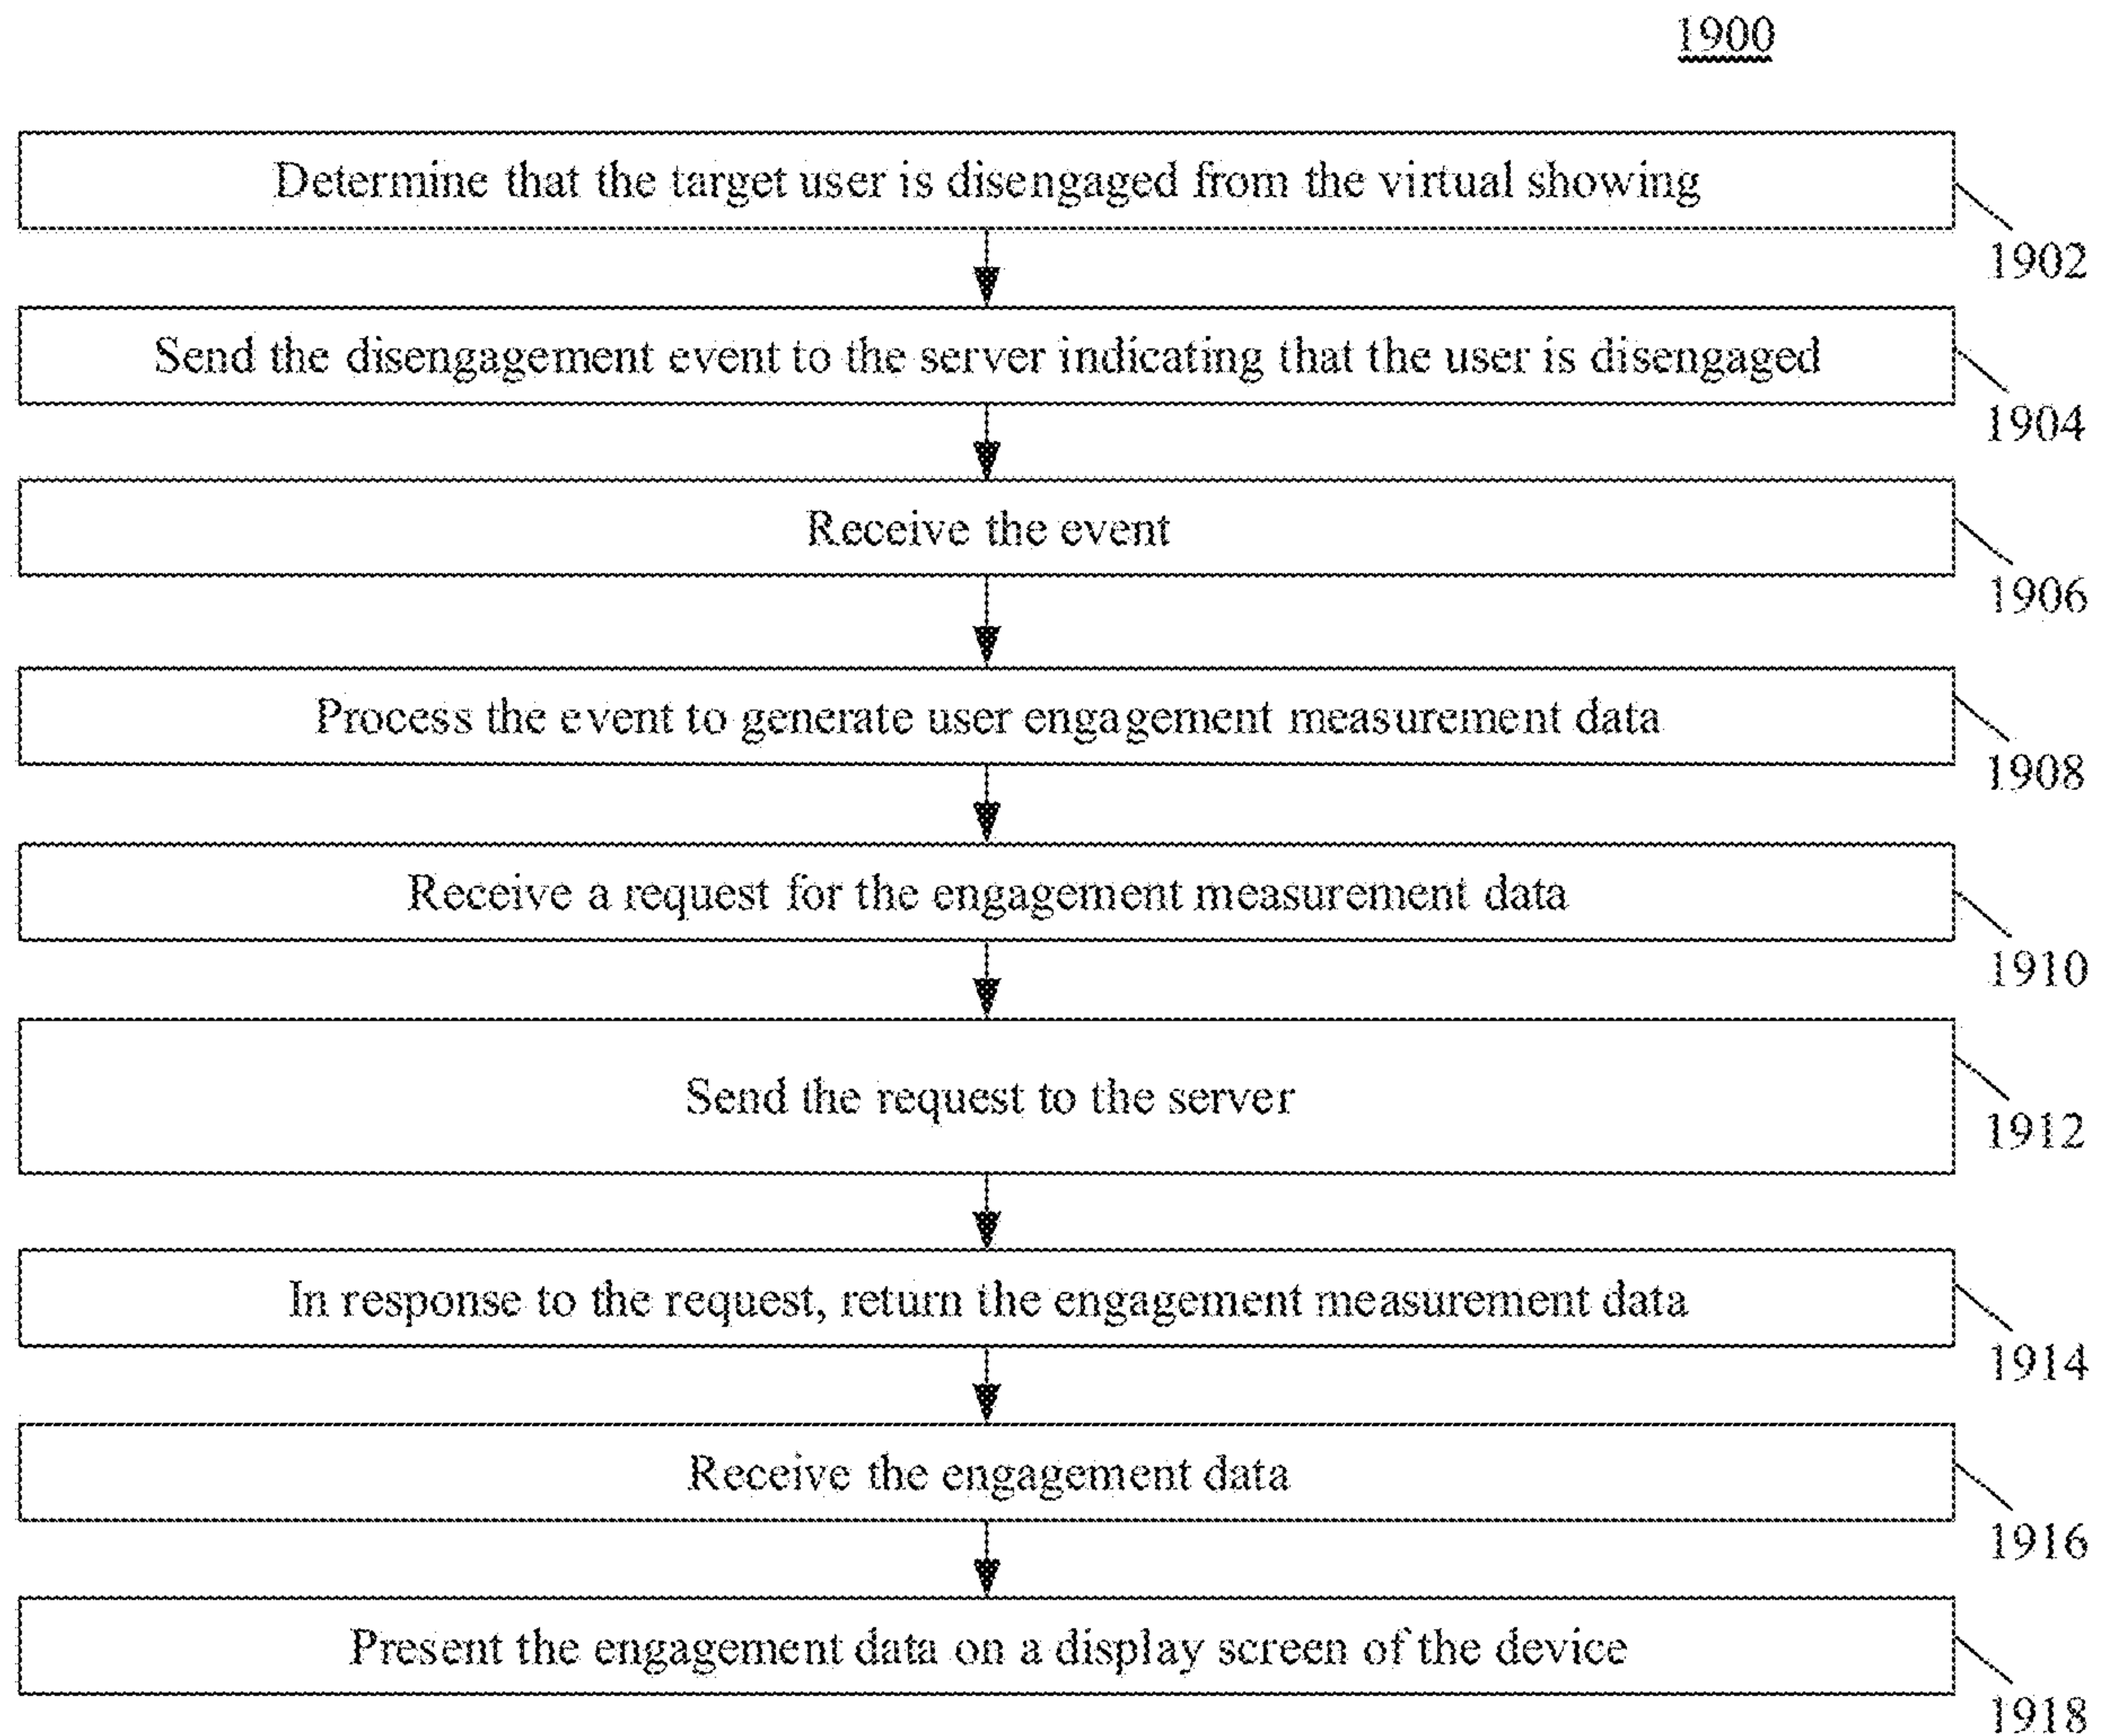 1900
Determine that the target user is disengaged from the virtual showing
1902
Send the disengagement event to the server indicating that the user is disengaged
1904
Receive the event
1906
Process the event to generate user engagement measurement data
1908
Receive a request for the engagement measurement data
1910
Send the request to the server
1912
In response to the request, return the engagement measurement data
1914
Receive the engagement data
1916
Present the engagement data on a display screen of the device
1918